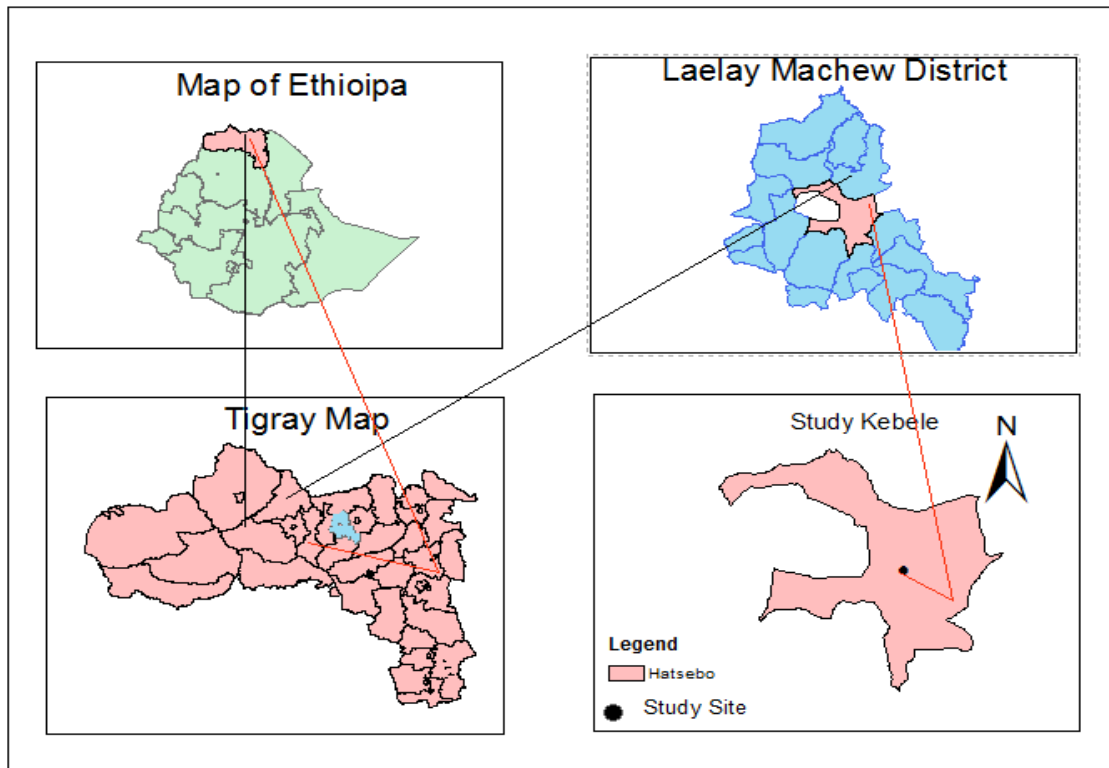 Map of Ethioipa
Laelay Machew District
Tigray Map
Study Kebele
N
Legend
Hatsebo
Study Site